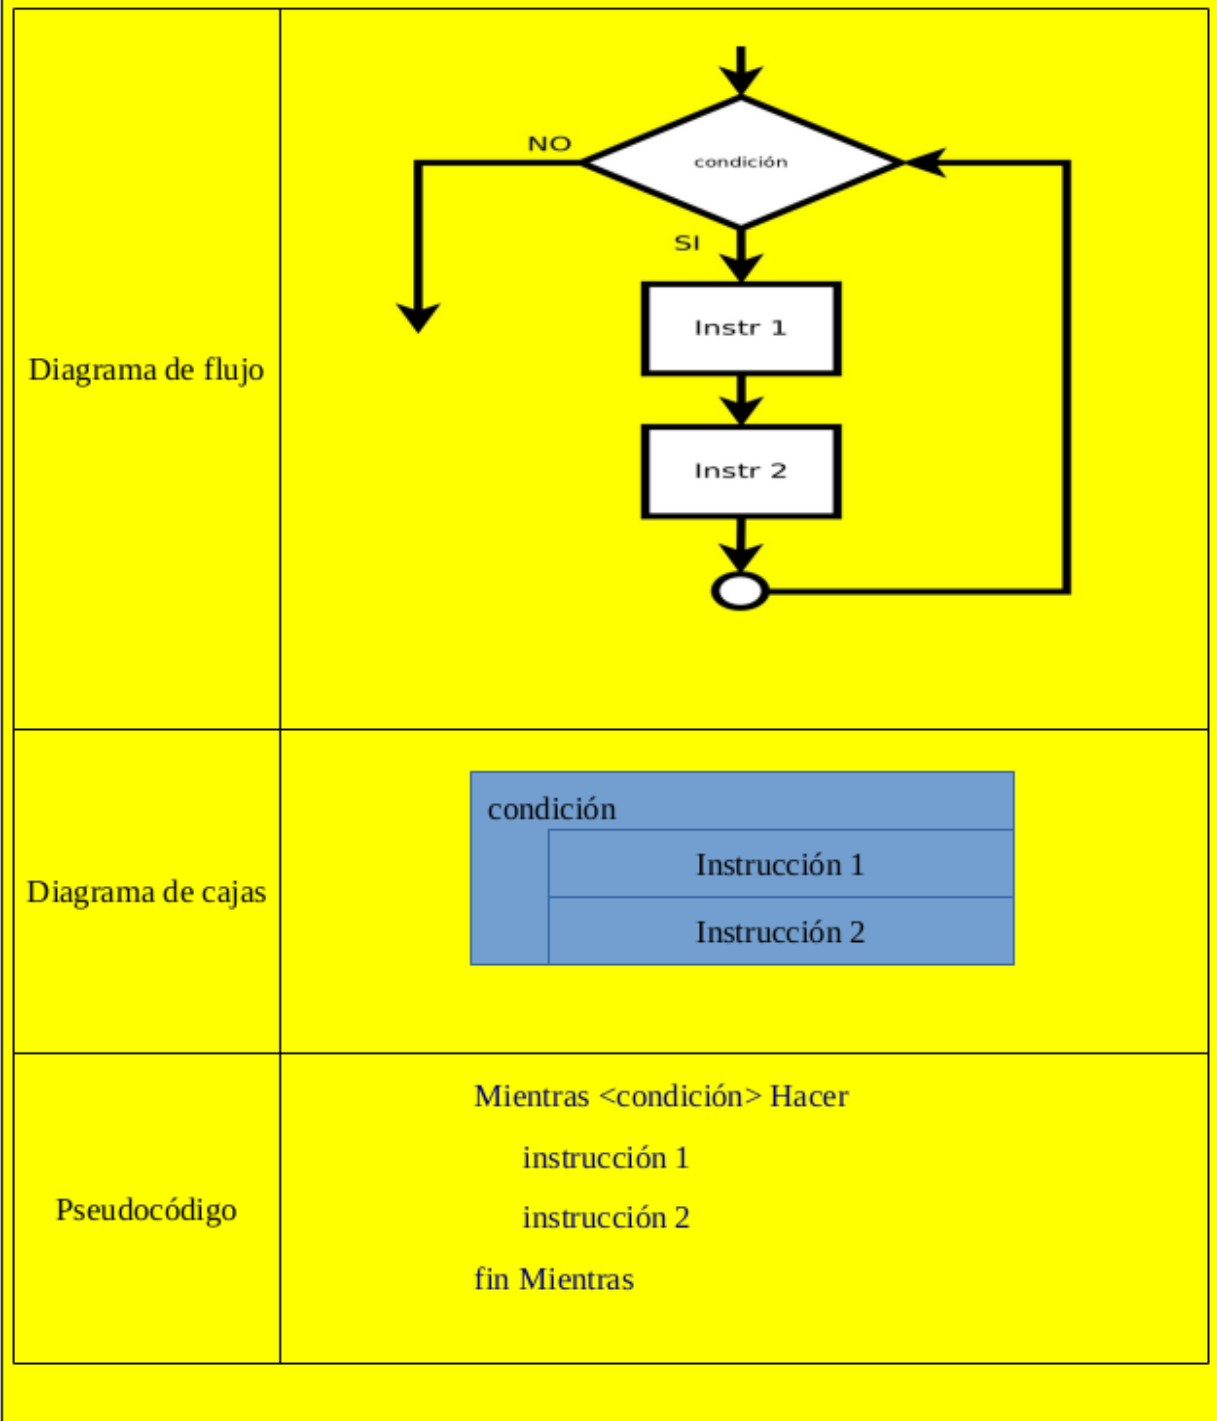 Diagrama de flujo
condición
NO
SI
Instr 1
Instr 2
Diagrama de cajas
condición
Instrucción 1
Instrucción 2
Pseudocódigo
Mientras <condición> Hacer
instrucción 1
instrucción 2
fin Mientras